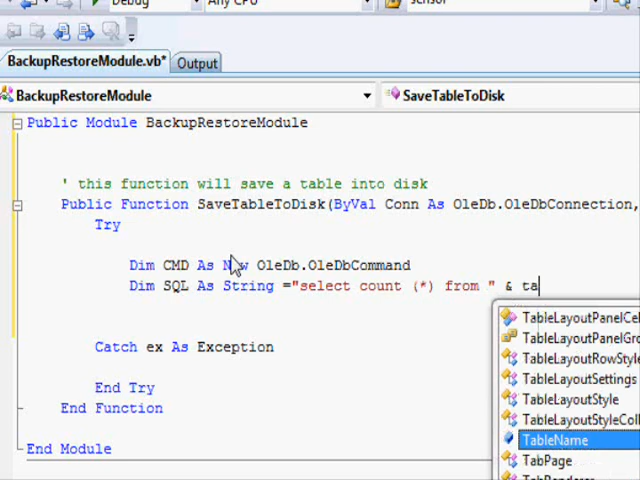 Debug Any CPU sensor
BackupRestoreModule.vb* Output
BackupRestoreModule SaveTableToDisk
Public Module BackupRestoreModule
' this function will save a table into disk
Public Function SaveTableToDisk(ByVal Conn As OleDb.OleDbConnection,
Try
Dim CMD As New OleDb.OleDbCommand
Dim SQL As String ="select count (*) from " & ta
TableLayoutPanelCel
TableLayoutPanelGro
TableLayoutRowStyle
TableLayoutSettings
TableLayoutStyle
TableLayoutStyleColl
TableName
TabPage
TabRenderer
Catch ex As Exception
End Try
End Function
End Module